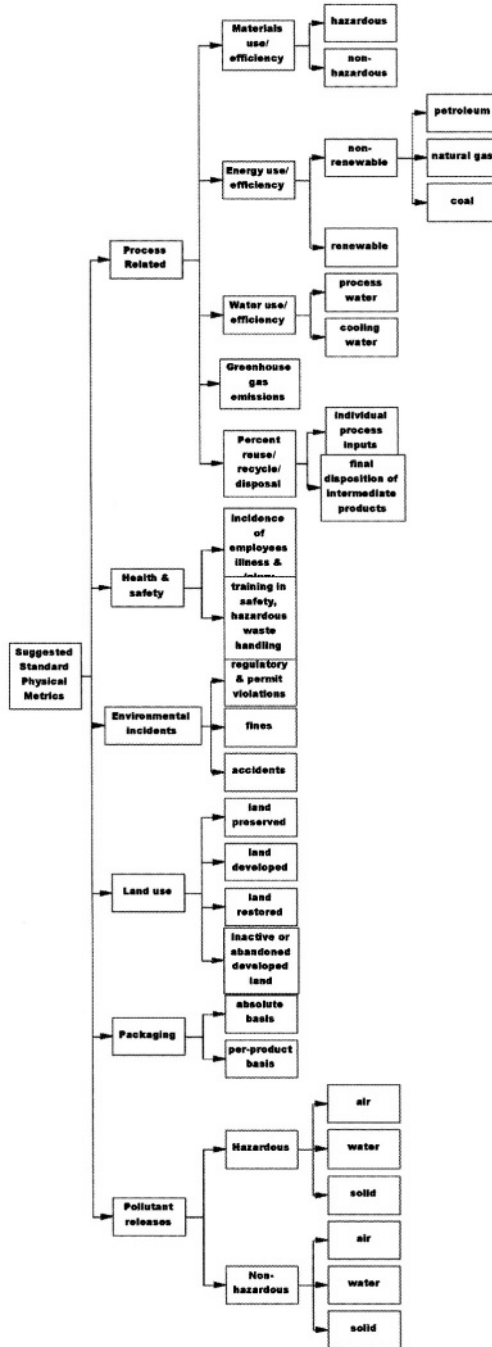 Materials
use/
efficiency
hazardous
non-
hazardous
petroleum
Energy use/
efficiency
non-
renewable
natural gas
coal
renewable
Process
Related
Water use/
efficiency
process
water
cooling
water
Greenhouse
gas
emissions
Percent
reuse/
recycle/
disposal
individual
process
inputs
final
disposition of
intermediate
products
Health &
safety
incidence
of
employees
illness &
training in
safety,
hazardous
waste
handling
Suggested
Standard
Physical
Metrics
Environmental
incidents
regulatory
& permit
violations
fines
accidents
Land use
land
preserved
land
developed
land
restored
inactive or
abandoned
developed
land
Packaging
absolute
basis
per-product
basis
Pollutant
releases
Hazardous
air
water
solid
Non-
hazardous
air
water
solid